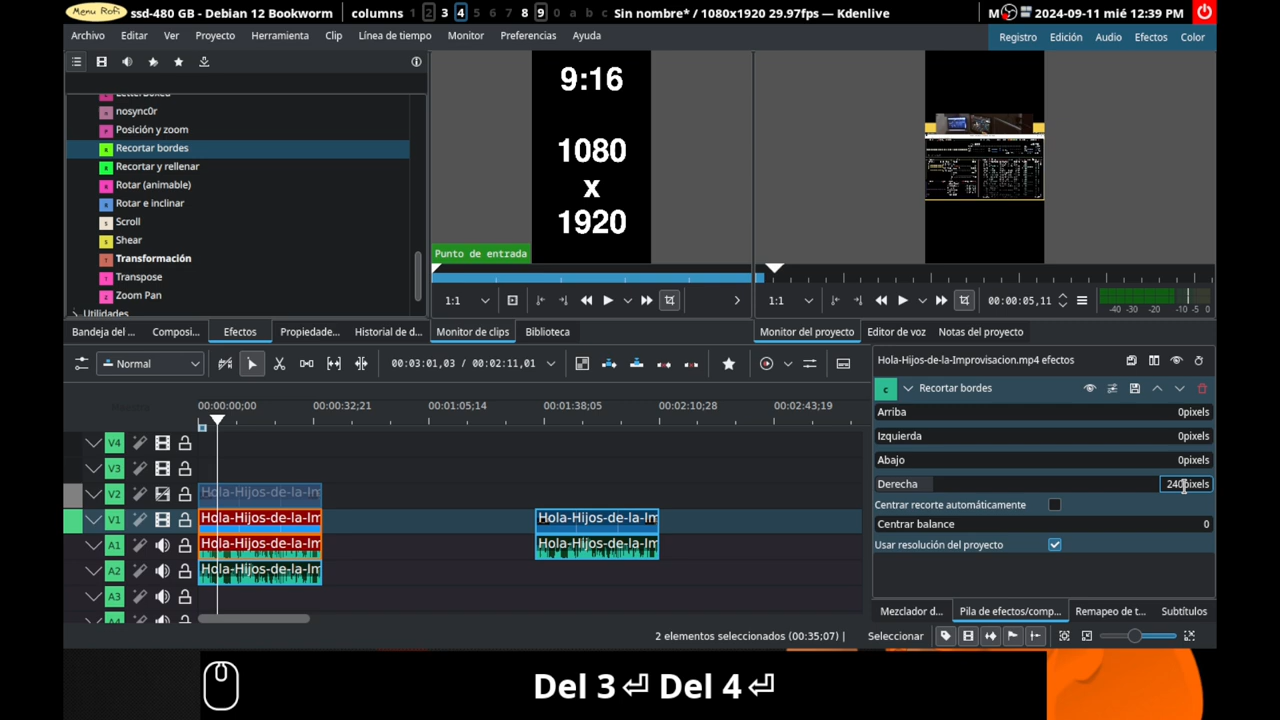 Menu Rofi ssd-480 GB - Debian 12 Bookworm columns 1 2 3 4 5 6 7 8 9 0 a b c Sin nombre* / 1080x1920 29.97fps — Kdenlive M 2024-09-11 mié 12:39 PM
Archivo Editar Ver Proyecto Herramienta Clip Línea de tiempo Monitor Preferencias Ayuda Registro Edición Audio Efectos Color
nosync0r
Posición y zoom
Recortar bordes
Recortar y rellenar
Rotar (animable)
Rotar e inclinar
Scroll
Shear
Transformación
Transpose
Zoom Pan
Utilidades
9:16
1080
x
1920
Punto de entrada
1:1
1:1 00:00:05,11 -40 -30 -20 -10 -5 0
Bandeja del ... Composi... Efectos Propiedade... Historial de d... Monitor de clips Biblioteca Monitor del proyecto Editor de voz Notas del proyecto
Normal 00:03:01,03 / 00:02:11,01
Maestra 00:00:00;00 00:00:32;21 00:01:05;14 00:01:38;05 00:02:10;28 00:02:43;19
V4
V3
V2 Hola-Hijos-de-la-Im
V1 Hola-Hijos-de-la-Im Hola-Hijos-de-la-Im
A1 Hola-Hijos-de-la-Im Hola-Hijos-de-la-Im
A2 Hola-Hijos-de-la-Im
A3
Hola-Hijos-de-la-Improvisacion.mp4 efectos
c Recortar bordes
Arriba 0pixels
Izquierda 0pixels
Abajo 0pixels
Derecha 240pixels
Centrar recorte automáticamente
Centrar balance 0
Usar resolución del proyecto
Mezclador d... Pila de efectos/comp... Remapeo de t... Subtítulos
2 elementos seleccionados (00:35;07) | Seleccionar
Del 3⏎ Del 4⏎